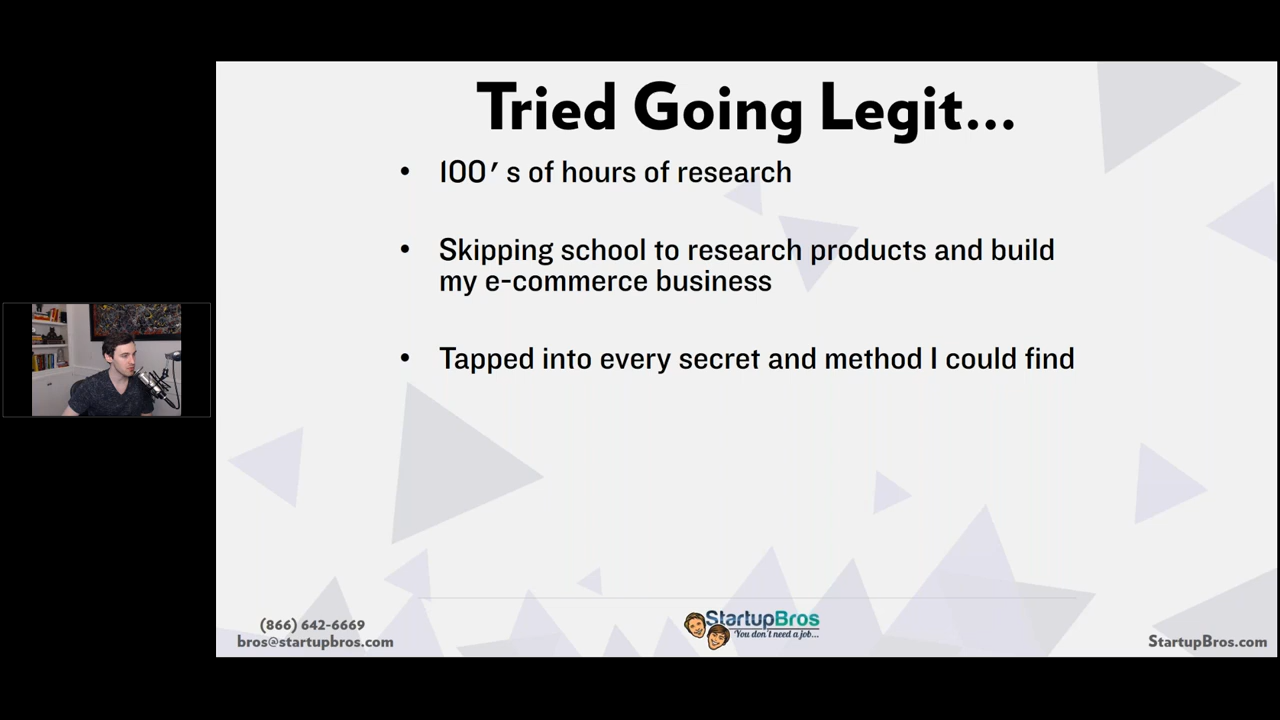 Tried Going Legit...
• 100's of hours of research
• Skipping school to research products and build
my e-commerce business
• Tapped into every secret and method I could find
(866) 642-6669
bros@startupbros.com
StartupBros
"You don't need a job...
StartupBros.com